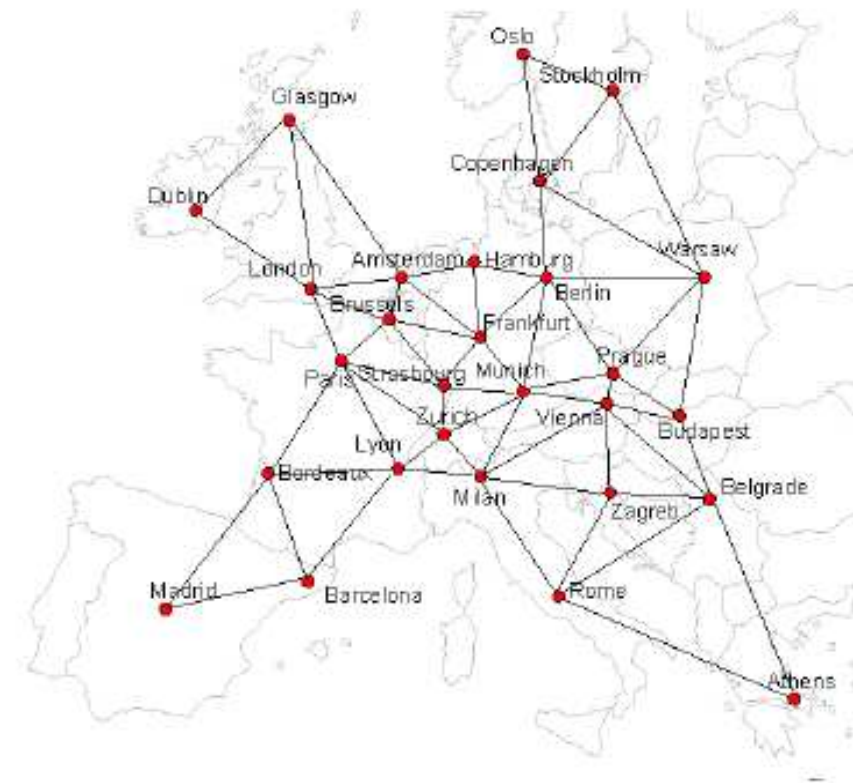 Oslo
Stockholm
Glasgow
Copenhagen
Dublin
Warsaw
London
Amsterdam
Hamburg
Berlin
Brussels
Frankfurt
Prague
Paris
Strasbourg
Munich
Zurich
Vienna
Budapest
Lyon
Bordeaux
Milan
Zagreb
Belgrade
Madrid
Barcelona
Rome
Athens